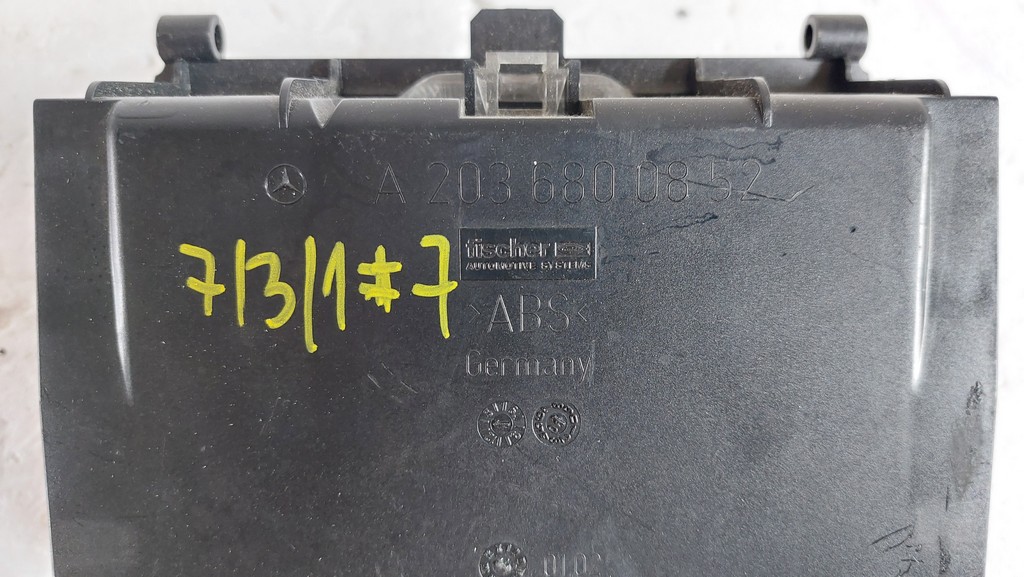 A 203 680 08 52
fischer
AUTOMOTIVE SYSTEMS
7/3/1*7
>ABS<
Germany